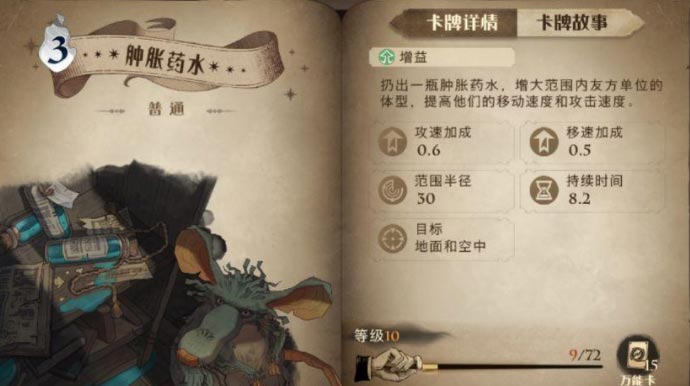 3
肿胀药水
普通
卡牌详情
卡牌故事
增益
扔出一瓶肿胀药水，增大范围内友方单位的
体型，提高他们的移动速度和攻击速度。
攻速加成
0.6
移速加成
0.5
范围半径
30
持续时间
8.2
目标
地面和空中
等级10
9/72
15
万能卡